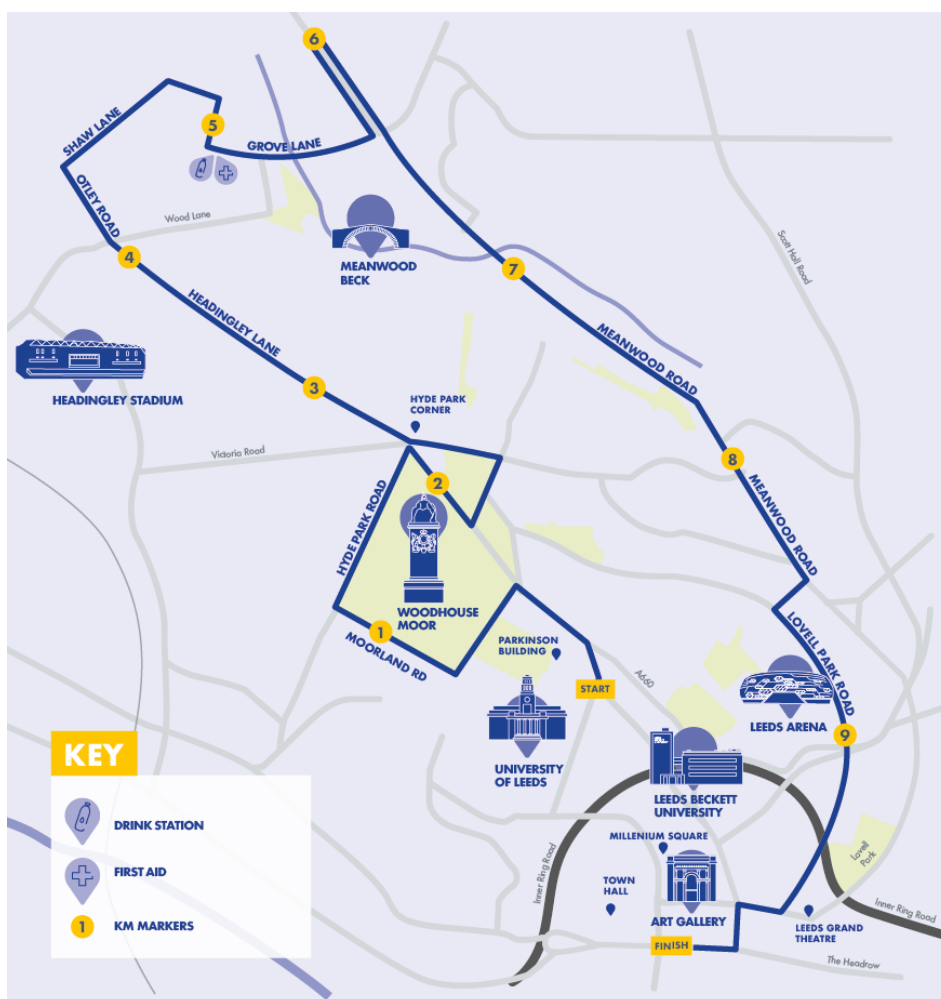 6
SHAW LANE
5
GROVE LANE
OTLEY ROAD
Wood Lane
4
MEANWOOD
BECK
7
Scott Hall Road
HEADINGLEY LANE
MEANWOOD ROAD
HEADINGLEY STADIUM
3
HYDE PARK
CORNER
Victoria Road
8
2
HYDE PARK ROAD
MEANWOOD ROAD
WOODHOUSE
MOOR
1
MOORLAND RD
PARKINSON
BUILDING
START
A660
LOVELL PARK ROAD
LEEDS ARENA
9
UNIVERSITY
OF LEEDS
LEEDS BECKETT
UNIVERSITY
MILLENIUM SQUARE
Inner Ring Road
TOWN
HALL
ART GALLERY
Lovell
Park
Inner Ring Road
LEEDS GRAND
THEATRE
FINISH
The Headrow
KEY
DRINK STATION
FIRST AID
1
KM MARKERS